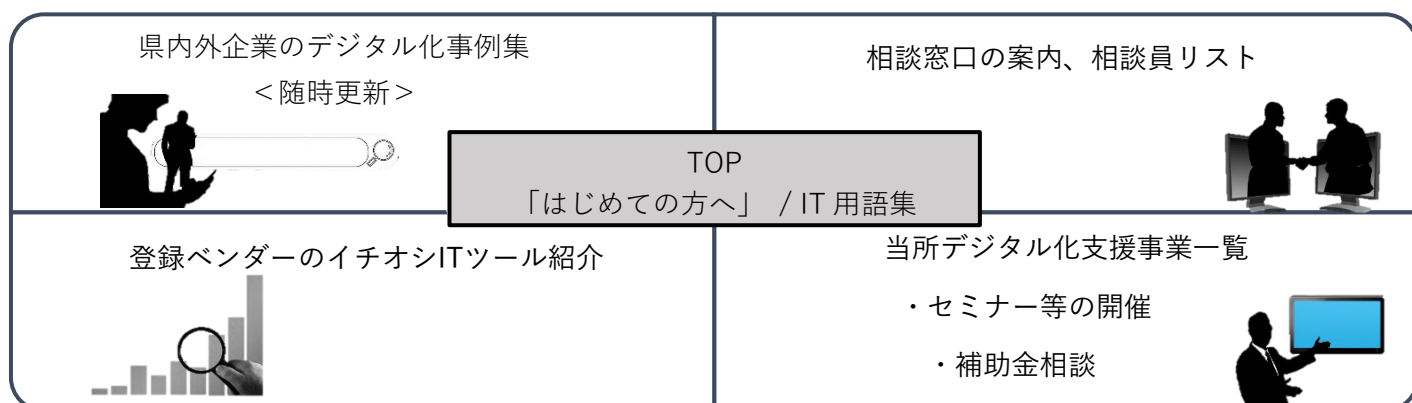 県内外企業のデジタル化事例集
＜随時更新＞
相談窓口の案内、相談員リスト
TOP
「はじめての方へ」 / IT 用語集
登録ベンダーのイチオシITツール紹介
当所デジタル化支援事業一覧
・セミナー等の開催
・補助金相談